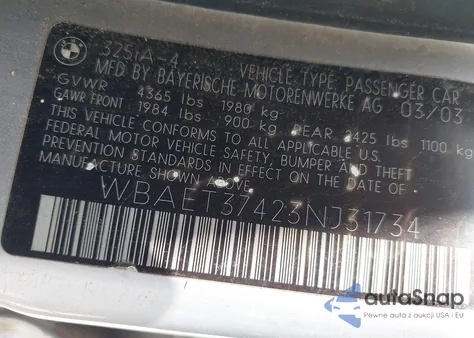 325iA-4
VEHICLE TYPE, PASSENGER CAR
MFD BY BAYERISCHE MOTORENWERKE AG 03/03
GVWR 4365 lbs 1980 kg
GAWR FRONT 1984 lbs 900 kg REAR 2425 lbs 1100 kg
THIS VEHICLE CONFORMS TO ALL APPLICABLE U.S.
FEDERAL MOTOR VEHICLE SAFETY, BUMPER AND THEFT
PREVENTION STANDARDS IN EFFECT ON THE DATE OF
MANUFACTURE SHOWN ABOVE
WBAET37423NJ31734
autoSnap
Pewne auta z aukcji USA i EU